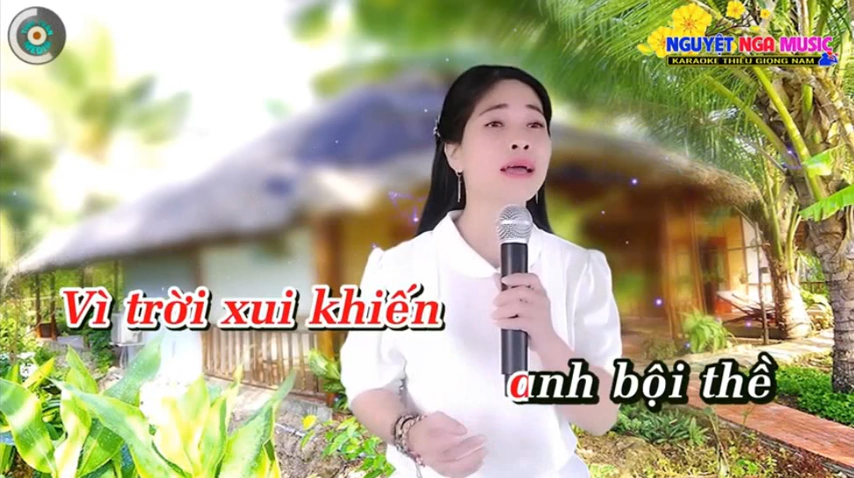 NGUYỆT NGA MUSIC
KARAOKE THIẾU GIỌNG NAM
Vì trời xui khiến
anh bội thề